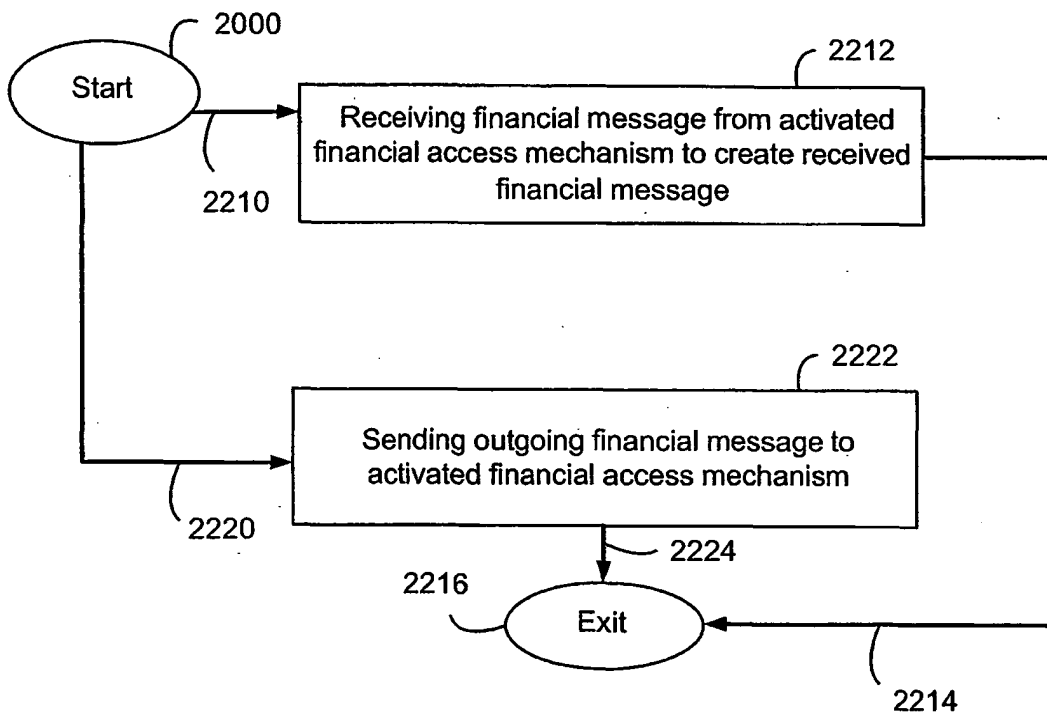 2000
Start
2212
Receiving financial message from activated
financial access mechanism to create received
financial message
2210
2222
Sending outgoing financial message to
activated financial access mechanism
2220
2224
2216
Exit
2214